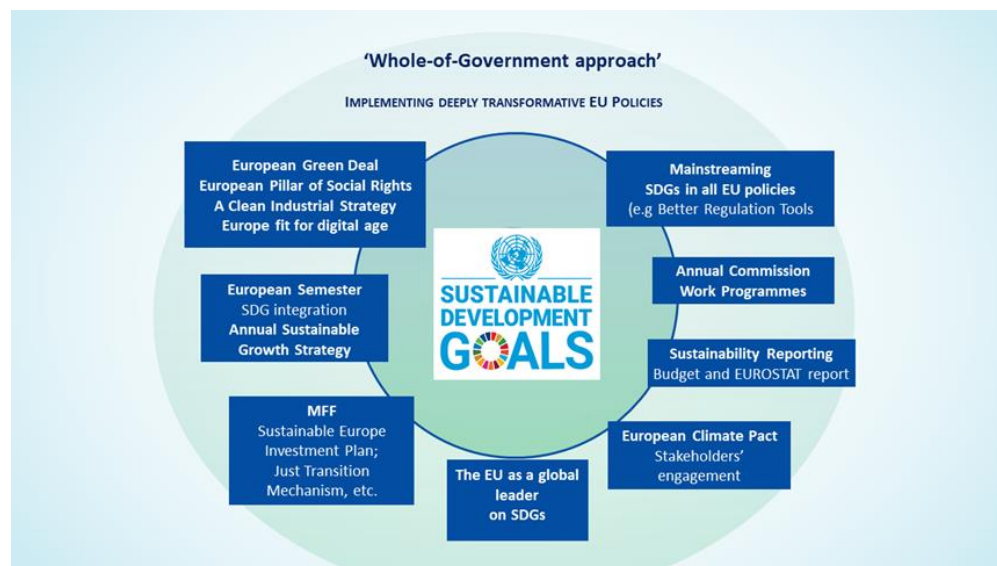 ‘Whole-of-Government approach’
IMPLEMENTING DEEPLY TRANSFORMATIVE EU POLICIES
European Green Deal
European Pillar of Social Rights
A Clean Industrial Strategy
Europe fit for digital age
Mainstreaming
SDGs in all EU policies
(e.g Better Regulation Tools
SUSTAINABLE
DEVELOPMENT
GOALS
European Semester
SDG integration
Annual Sustainable
Growth Strategy
Annual Commission
Work Programmes
Sustainability Reporting
Budget and EUROSTAT report
MFF
Sustainable Europe
Investment Plan;
Just Transition
Mechanism, etc.
European Climate Pact
Stakeholders’
engagement
The EU as a global
leader
on SDGs